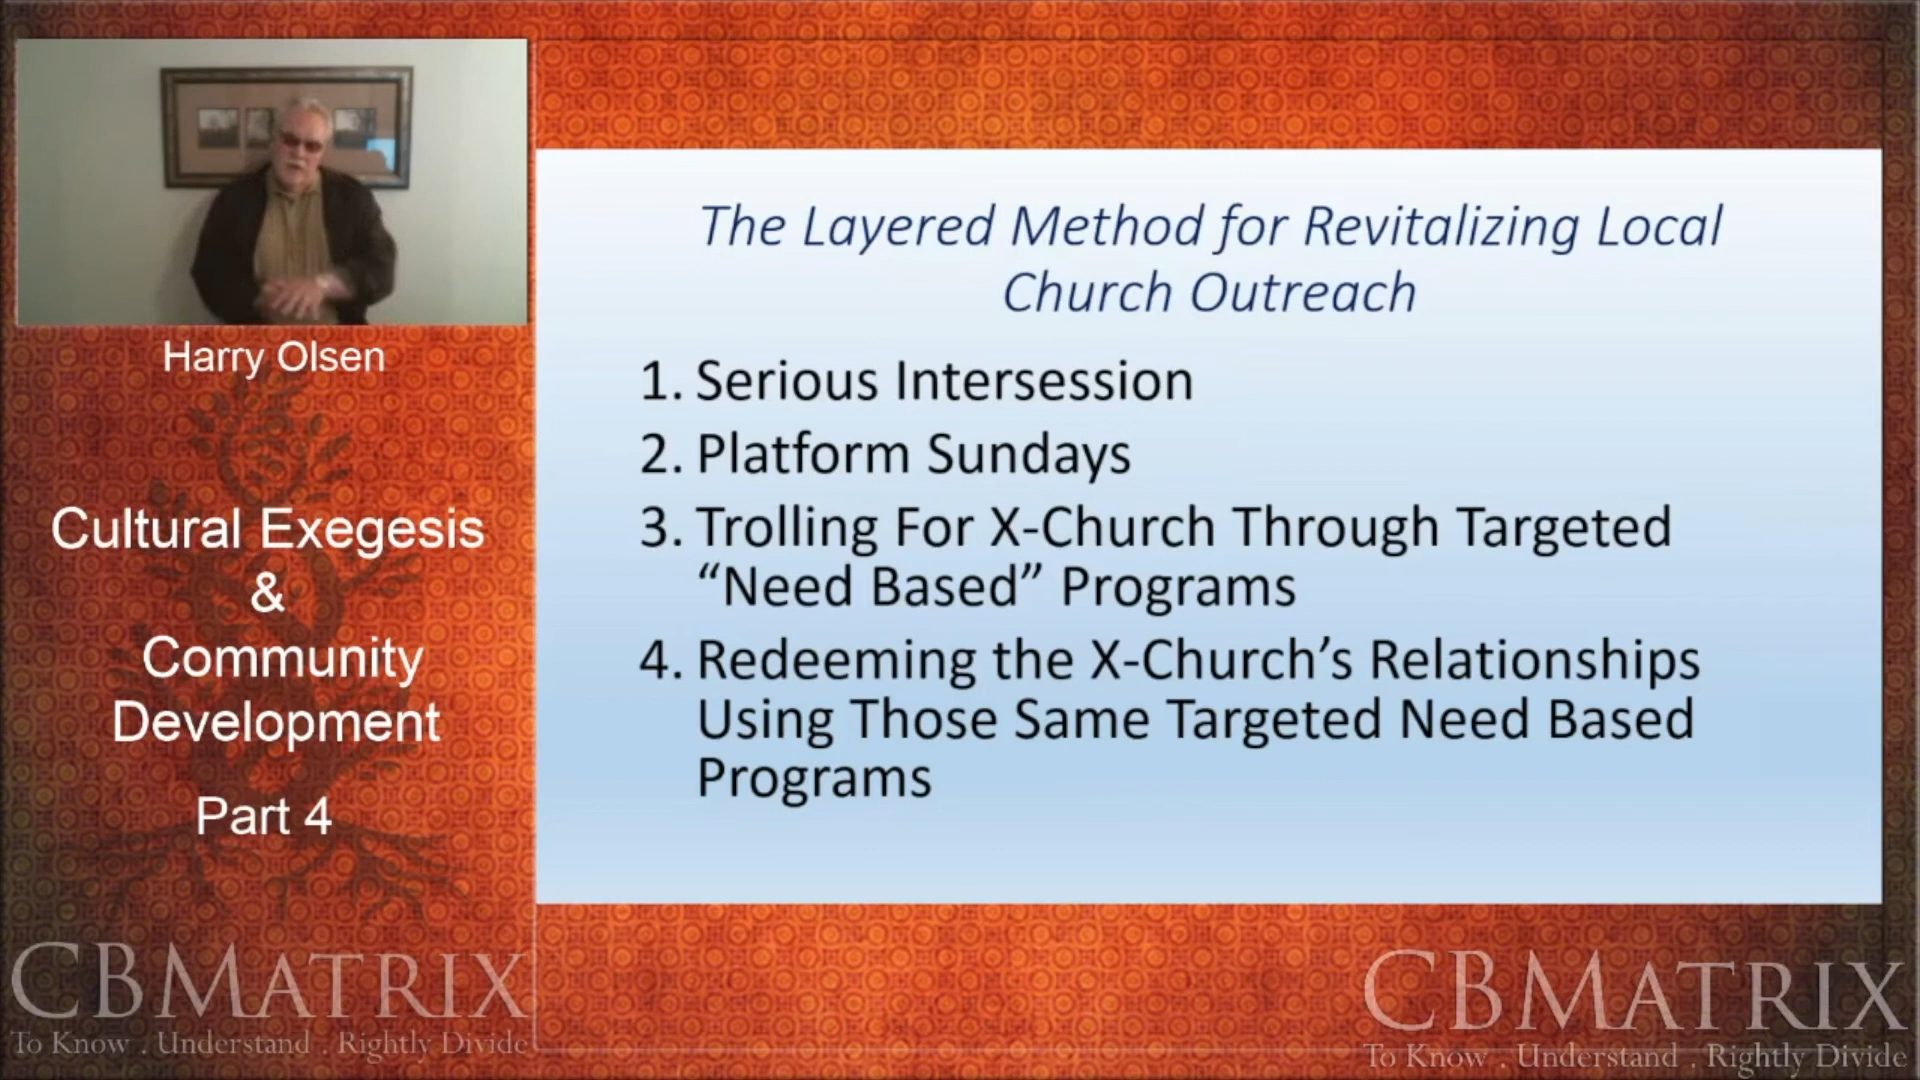 Harry Olsen
Cultural Exegesis
&
Community
Development
Part 4
The Layered Method for Revitalizing Local
Church Outreach
1. Serious Intersession
2. Platform Sundays
3. Trolling For X-Church Through Targeted
“Need Based” Programs
4. Redeeming the X-Church’s Relationships
Using Those Same Targeted Need Based
Programs
CBMATRIX
To Know . Understand . Rightly Divide
CBMATRIX
To Know . Understand . Rightly Divide